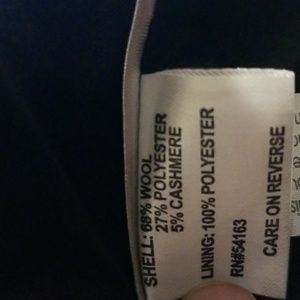 SHELL: 68% WOOL
27% POLYESTER
5% CASHMERE
LINING: 100% POLYESTER
RN#54163
CARE ON REVERSE